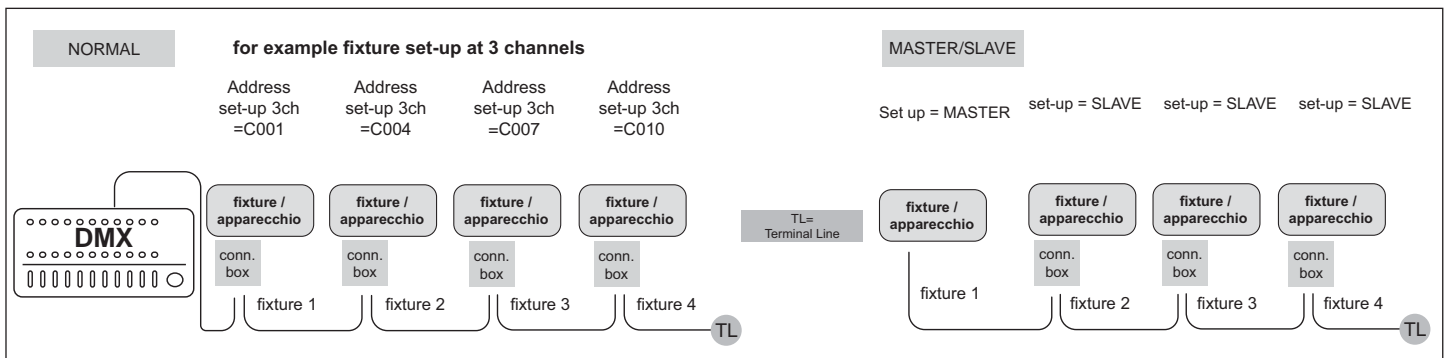 NORMAL
for example fixture set-up at 3 channels
Address
set-up 3ch
=C001
Address
set-up 3ch
=C004
Address
set-up 3ch
=C007
Address
set-up 3ch
=C010
DMX
fixture /
apparecchio
fixture /
apparecchio
fixture /
apparecchio
fixture /
apparecchio
conn.
box
conn.
box
conn.
box
conn.
box
fixture 1
fixture 2
fixture 3
fixture 4
TL
TL=
Terminal Line
MASTER/SLAVE
Set up = MASTER
set-up = SLAVE
set-up = SLAVE
set-up = SLAVE
fixture /
apparecchio
fixture /
apparecchio
fixture /
apparecchio
fixture /
apparecchio
conn.
box
conn.
box
conn.
box
fixture 1
fixture 2
fixture 3
fixture 4
TL